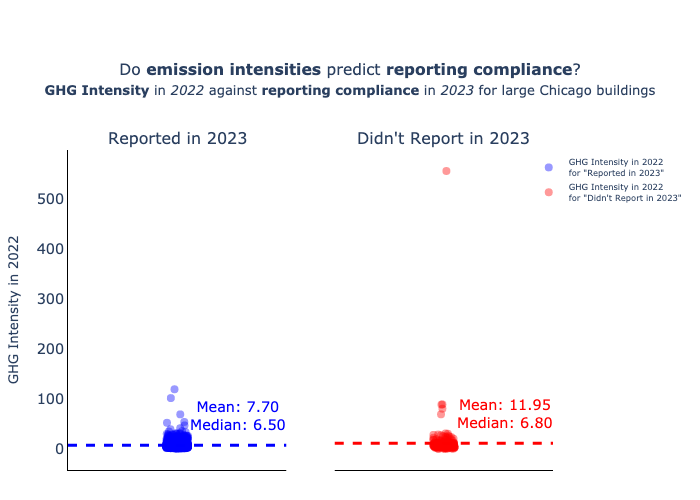 Do emission intensities predict reporting compliance?
GHG Intensity in 2022 against reporting compliance in 2023 for large Chicago buildings
Reported in 2023
Didn't Report in 2023
GHG Intensity in 2022
for "Reported in 2023"
GHG Intensity in 2022
for "Didn't Report in 2023"
GHG Intensity in 2022
500
400
300
200
100
0
Mean: 7.70
Median: 6.50
Mean: 11.95
Median: 6.80